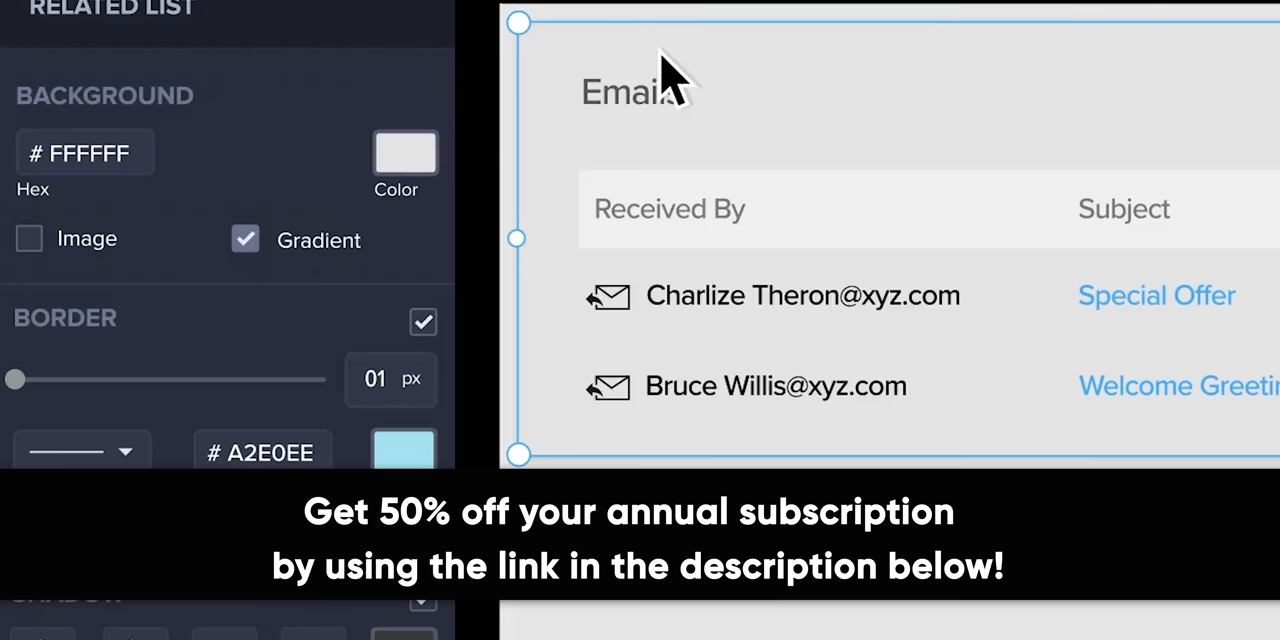 RELATED LIST
BACKGROUND
# FFFFFF
Hex
Color
Image
Gradient
BORDER
01 px
# A2E0EE
Emails
Received By
Subject
Charlize Theron@xyz.com
Special Offer
Bruce Willis@xyz.com
Welcome
Get 50% off your annual subscription
by using the link in the description below!